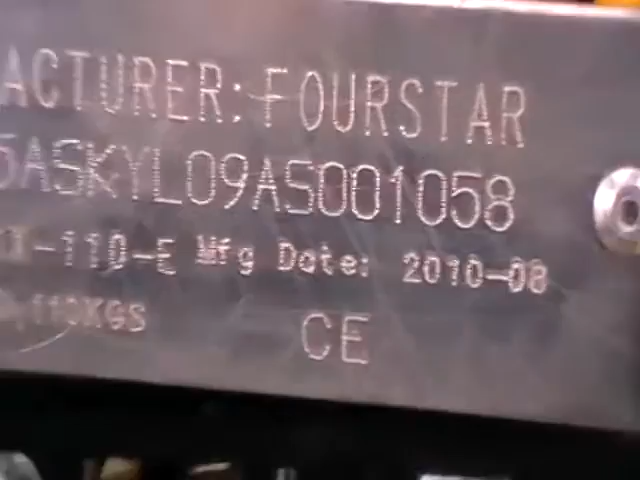 ACTURER: FOURSTAR
5ASKYL09AS001058
-110-E Mfg Date: 2010-08
110KGS
CE